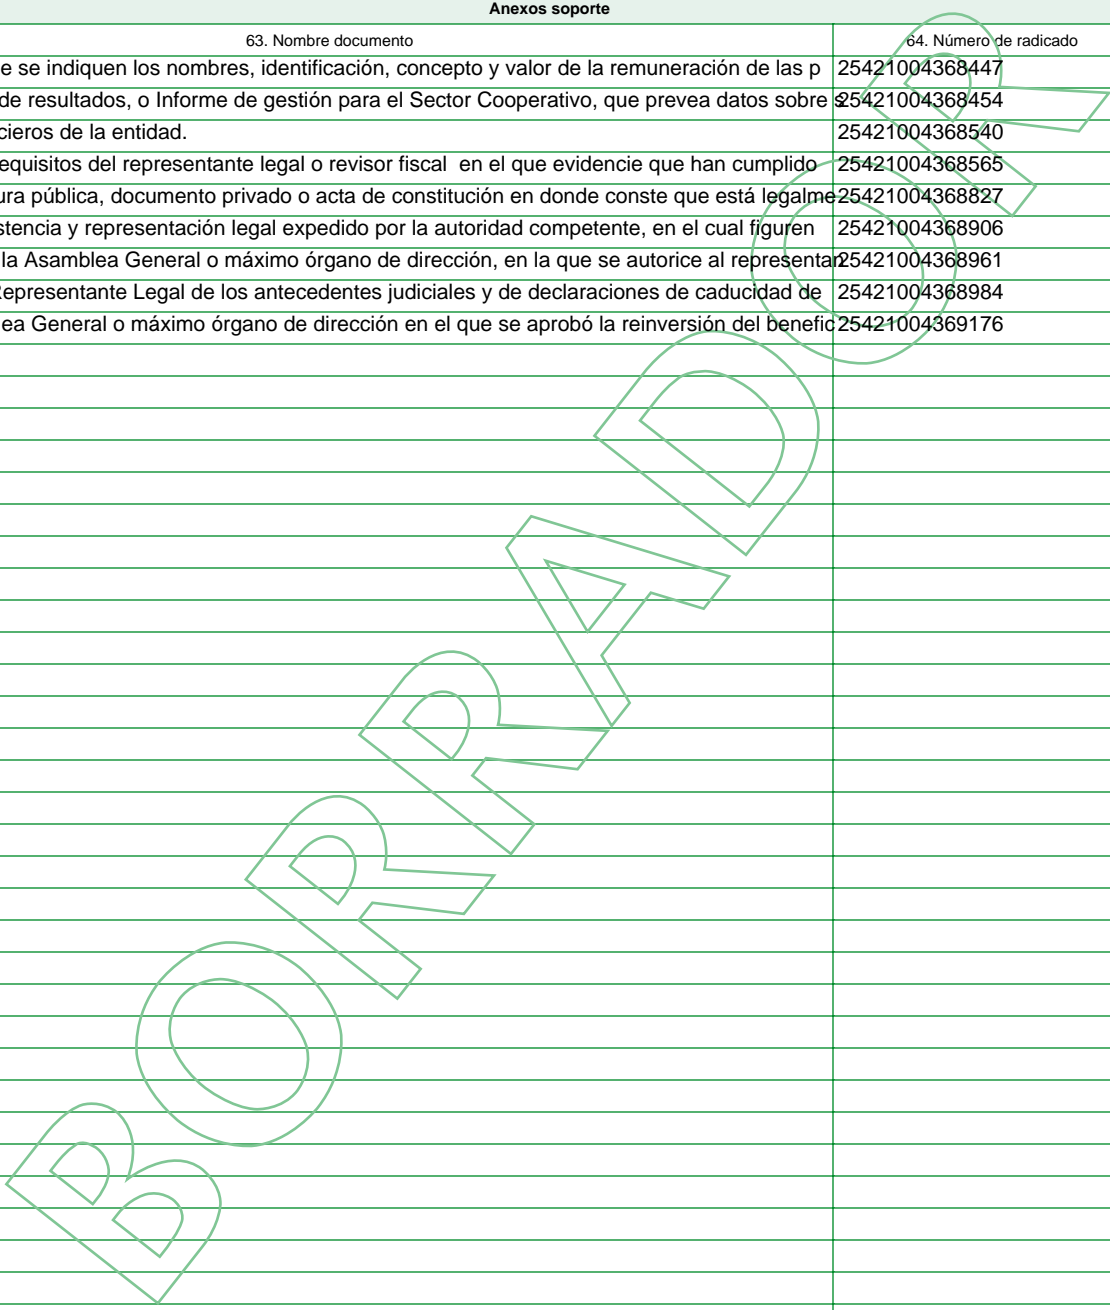 Anexos soporte
63. Nombre documento 64. Número de radicado
e se indiquen los nombres, identificación, concepto y valor de la remuneración de las p 25421004368447
de resultados, o Informe de gestión para el Sector Cooperativo, que prevea datos sobre s 25421004368454
cieros de la entidad. 25421004368540
equisitos del representante legal o revisor fiscal en el que evidencie que han cumplido 25421004368565
ura pública, documento privado o acta de constitución en donde conste que está legalme 25421004368827
stencia y representación legal expedido por la autoridad competente, en el cual figuren 25421004368906
la Asamblea General o máximo órgano de dirección, en la que se autorice al representan 25421004368961
Representante Legal de los antecedentes judiciales y de declaraciones de caducidad de 25421004368984
ea General o máximo órgano de dirección en el que se aprobó la reinversión del benefic 25421004369176
BORRADOR